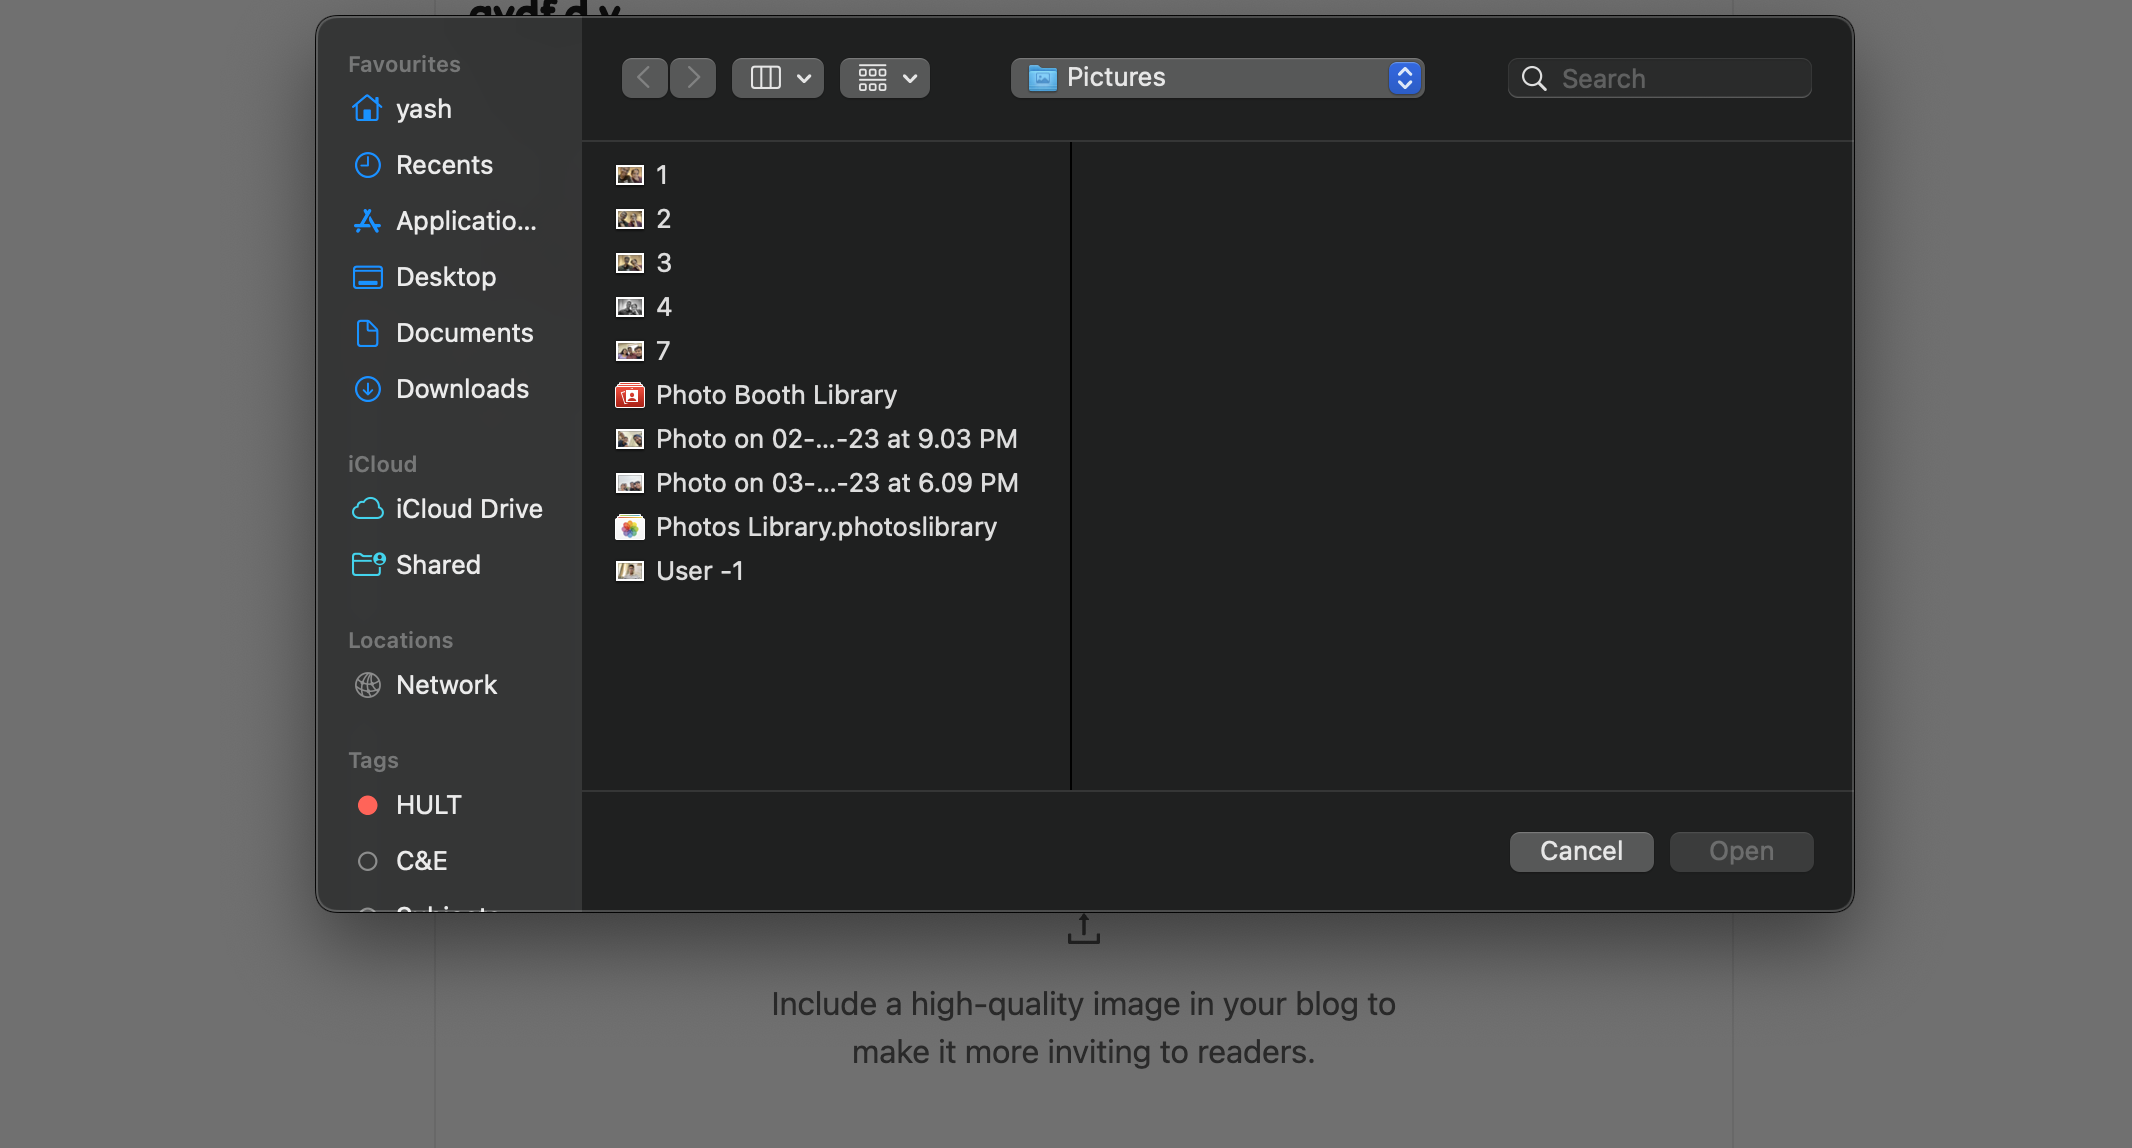 Favourites
yash
Recents
Applicatio...
Desktop
Documents
Downloads
iCloud
iCloud Drive
Shared
Locations
Network
Tags
HULT
C&E
Pictures
Search
1
2
3
4
7
Photo Booth Library
Photo on 02-...-23 at 9.03 PM
Photo on 03-...-23 at 6.09 PM
Photos Library.photoslibrary
User -1
Cancel
Open
Include a high-quality image in your blog to
make it more inviting to readers.